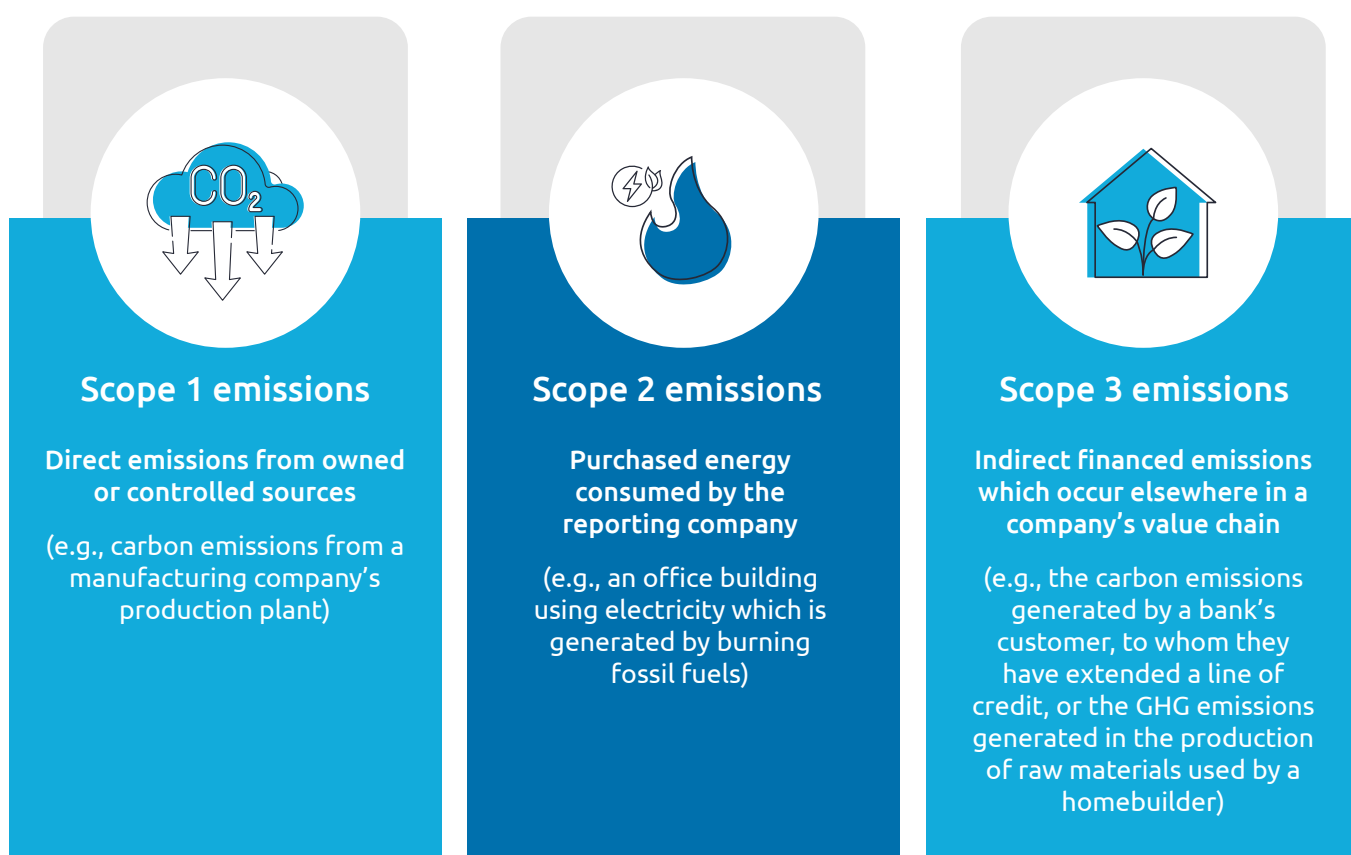 CO2
Scope 1 emissions
Direct emissions from owned
or controlled sources
(e.g., carbon emissions from a
manufacturing company’s
production plant)
Scope 2 emissions
Purchased energy
consumed by the
reporting company
(e.g., an office building
using electricity which is
generated by burning
fossil fuels)
Scope 3 emissions
Indirect financed emissions
which occur elsewhere in a
company’s value chain
(e.g., the carbon emissions
generated by a bank’s
customer, to whom they
have extended a line of
credit, or the GHG emissions
generated in the production
of raw materials used by a
homebuilder)